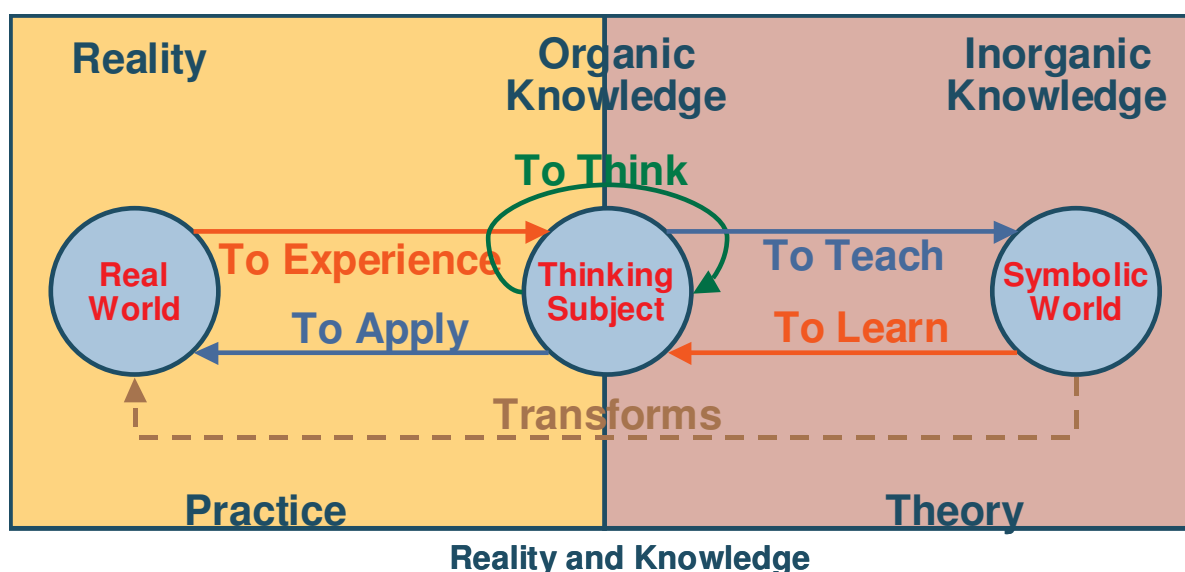 Reality
Organic
Knowledge
Inorganic
Knowledge
To Think
To Experience
To Teach
Real
World
Thinking
Subject
Symbolic
World
To Apply
To Learn
Transforms
Practice
Theory
Reality and Knowledge